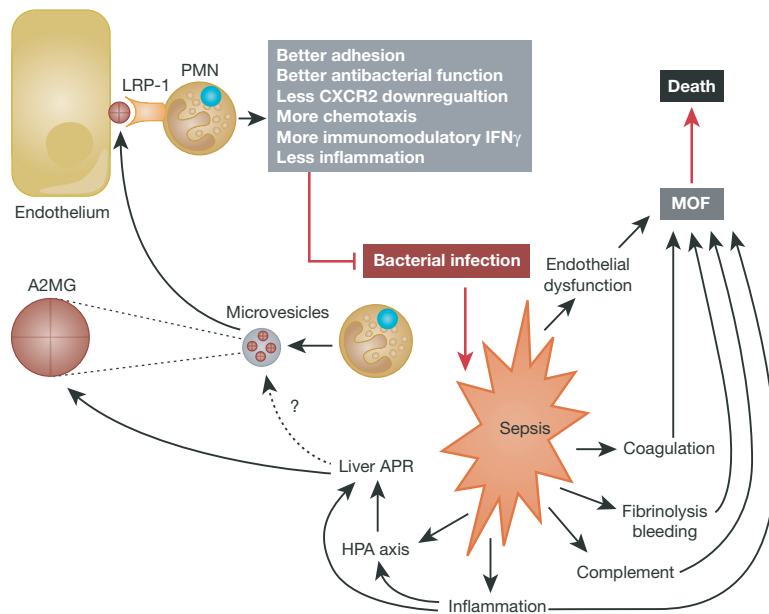 PMN
LRP-1
Better adhesion
Better antibacterial function
Less CXCR2 downregualtion
More chemotaxis
More immunomodulatory IFNγ
Less inflammation
Death
MOF
Endothelium
Bacterial infection
Endothelial
dysfunction
A2MG
Microvesicles
?
Sepsis
Coagulation
Liver APR
Fibrinolysis
bleeding
HPA axis
Complement
Inflammation